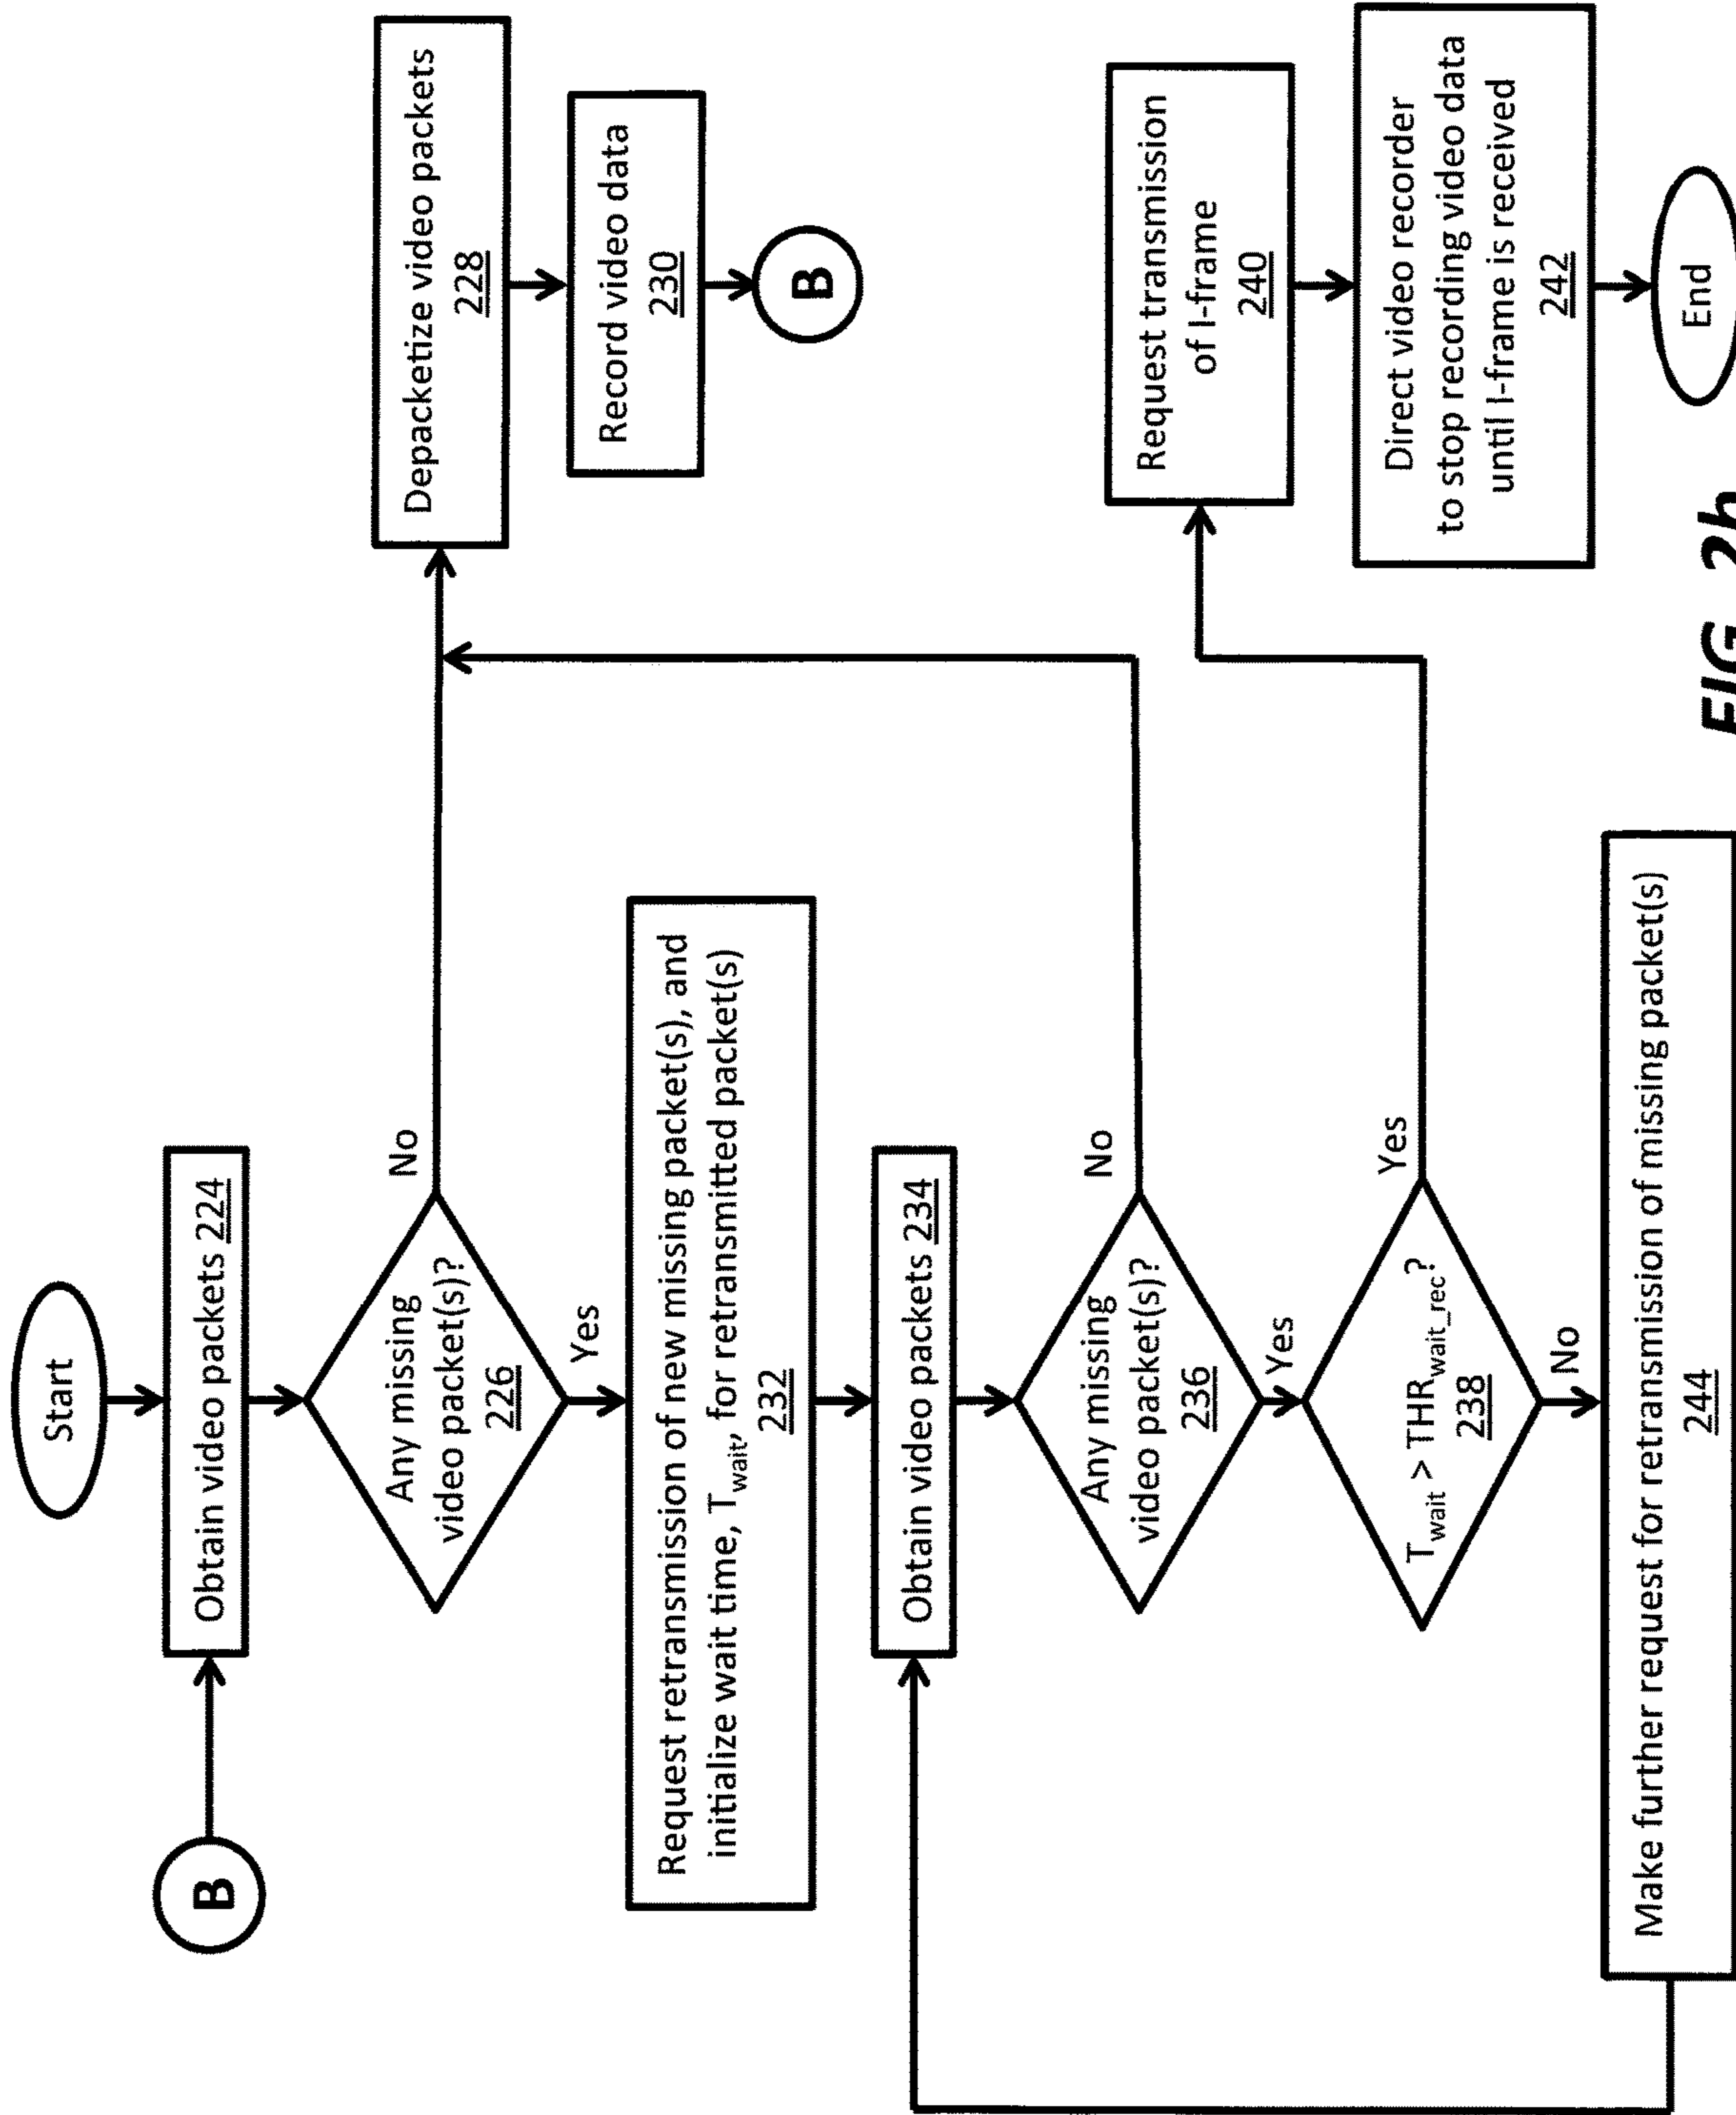 Start
B
Obtain video packets 224
Any missing
video packet(s)?
226
No
Yes
Depacketize video packets
228
Record video data
230
B
Request retransmission of new missing packet(s), and
initialize wait time, Twait, for retransmitted packet(s)
232
Obtain video packets 234
Any missing
video packet(s)?
236
No
Yes
Twait > THRwait_rec?
238
Yes
No
Request transmission
of I-frame
240
Direct video recorder
to stop recording video data
until I-frame is received
242
End
Make further request for retransmission of missing packet(s)
244
FIG. 2b